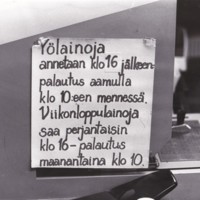 Yölainoja
annetaan klo 16 jälkeen-
palautus aamulla
klo 10:een mennessä.
Viikonloppulainoja
saa perjantaisin
klo 16 – palautus
maanantaina klo 10.